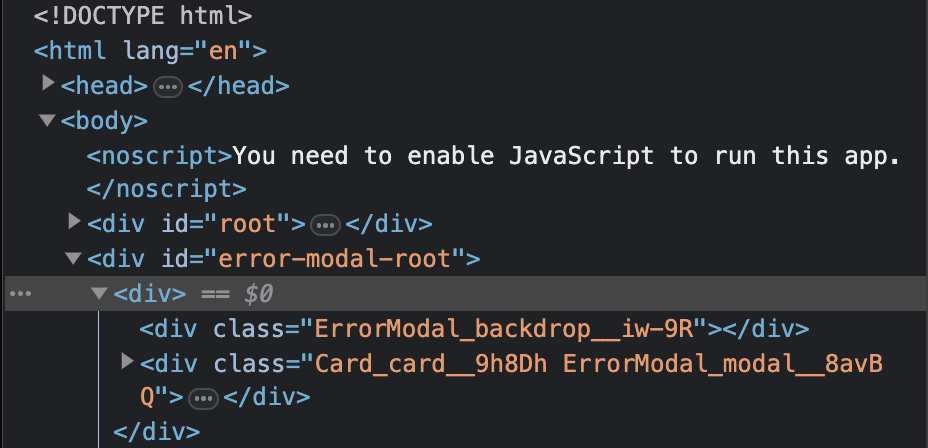 <!DOCTYPE html>
<html lang="en">
<head>…</head>
<body>
<noscript>You need to enable JavaScript to run this app.
</noscript>
<div id="root">…</div>
<div id="error-modal-root">
… <div> == $0
<div class="ErrorModal_backdrop__iw-9R"></div>
<div class="Card_card__9h8Dh ErrorModal_modal__8avB
Q">…</div>
</div>